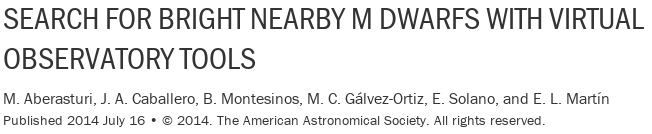 SEARCH FOR BRIGHT NEARBY M DWARFS WITH VIRTUAL
OBSERVATORY TOOLS
M. Aberasturi, J. A. Caballero, B. Montesinos, M. C. Gálvez-Ortiz, E. Solano, and E. L. Martín
Published 2014 July 16 • © 2014. The American Astronomical Society. All rights reserved.